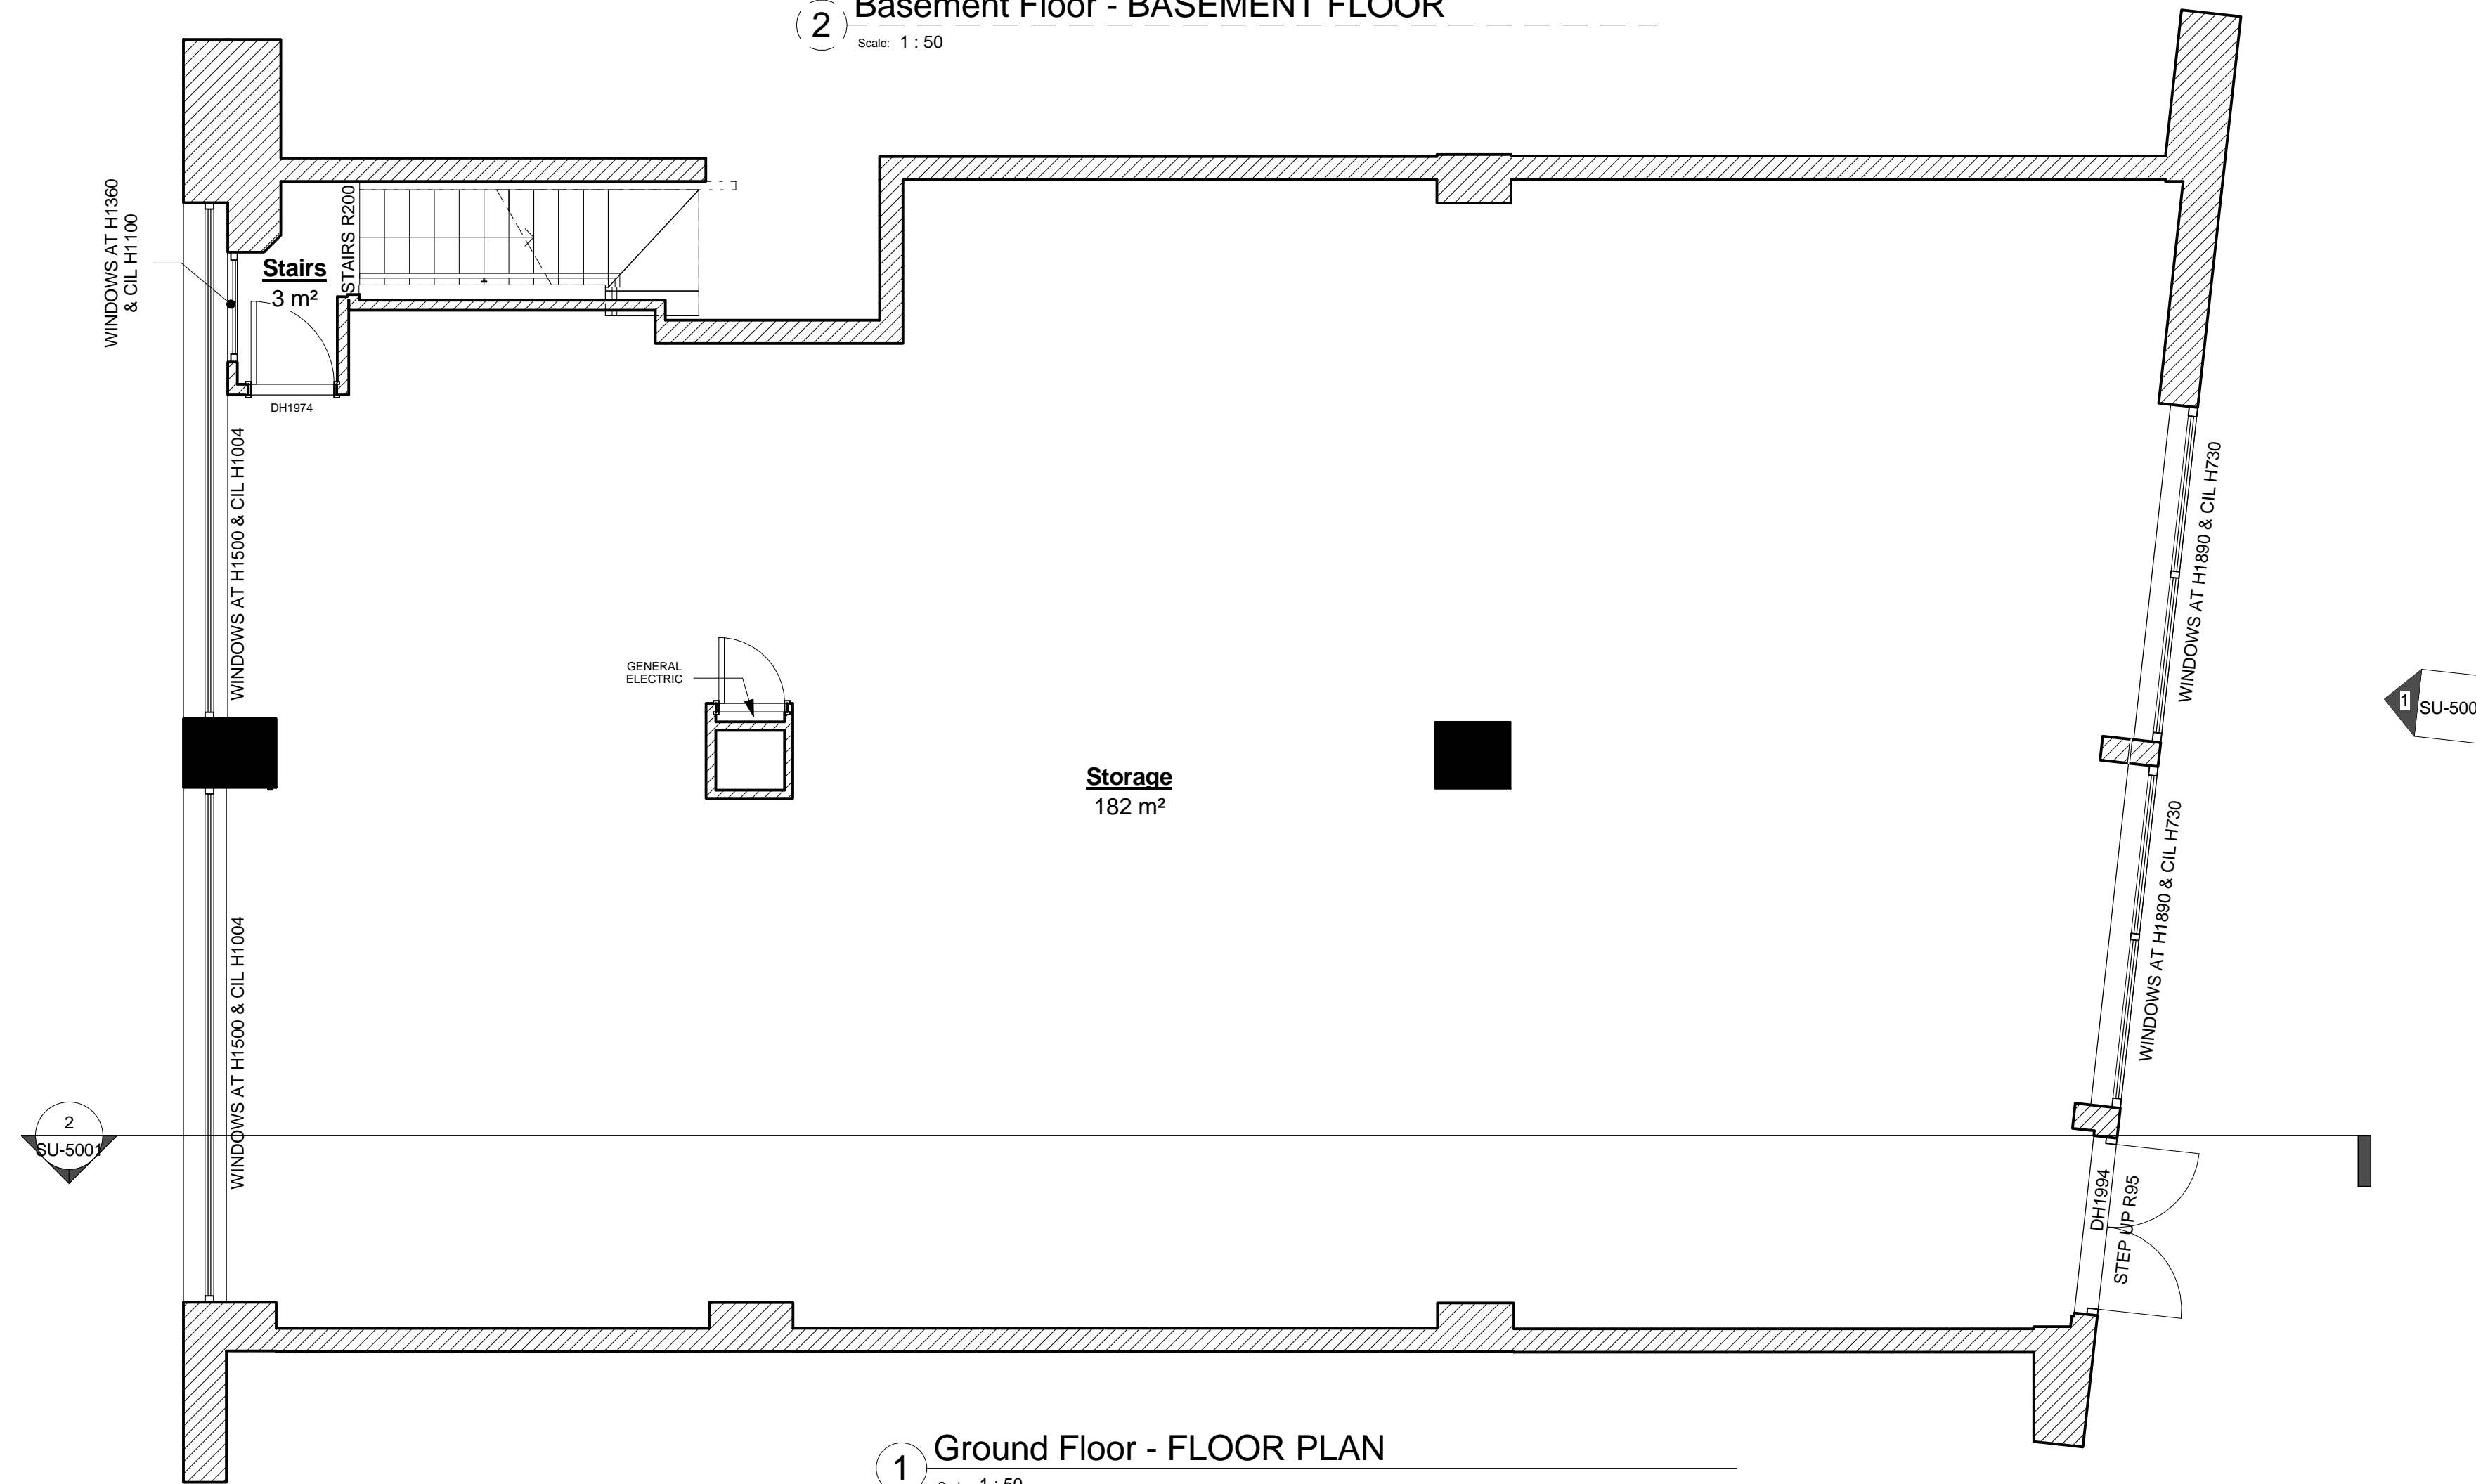 2
Basement Floor - BASEMENT FLOOR
Scale: 1 : 50
WINDOWS AT H1360
& CIL H1100
Stairs
3 m²
STAIRS R200
DH1974
WINDOWS AT H1500 & CIL H1004
GENERAL
ELECTRIC
Storage
182 m²
WINDOWS AT H1890 & CIL H730
1
SU-500
WINDOWS AT H1890 & CIL H730
WINDOWS AT H1500 & CIL H1004
2
SU-5001
DH1994
STEP UP R95
1
Ground Floor - FLOOR PLAN
1 : 50